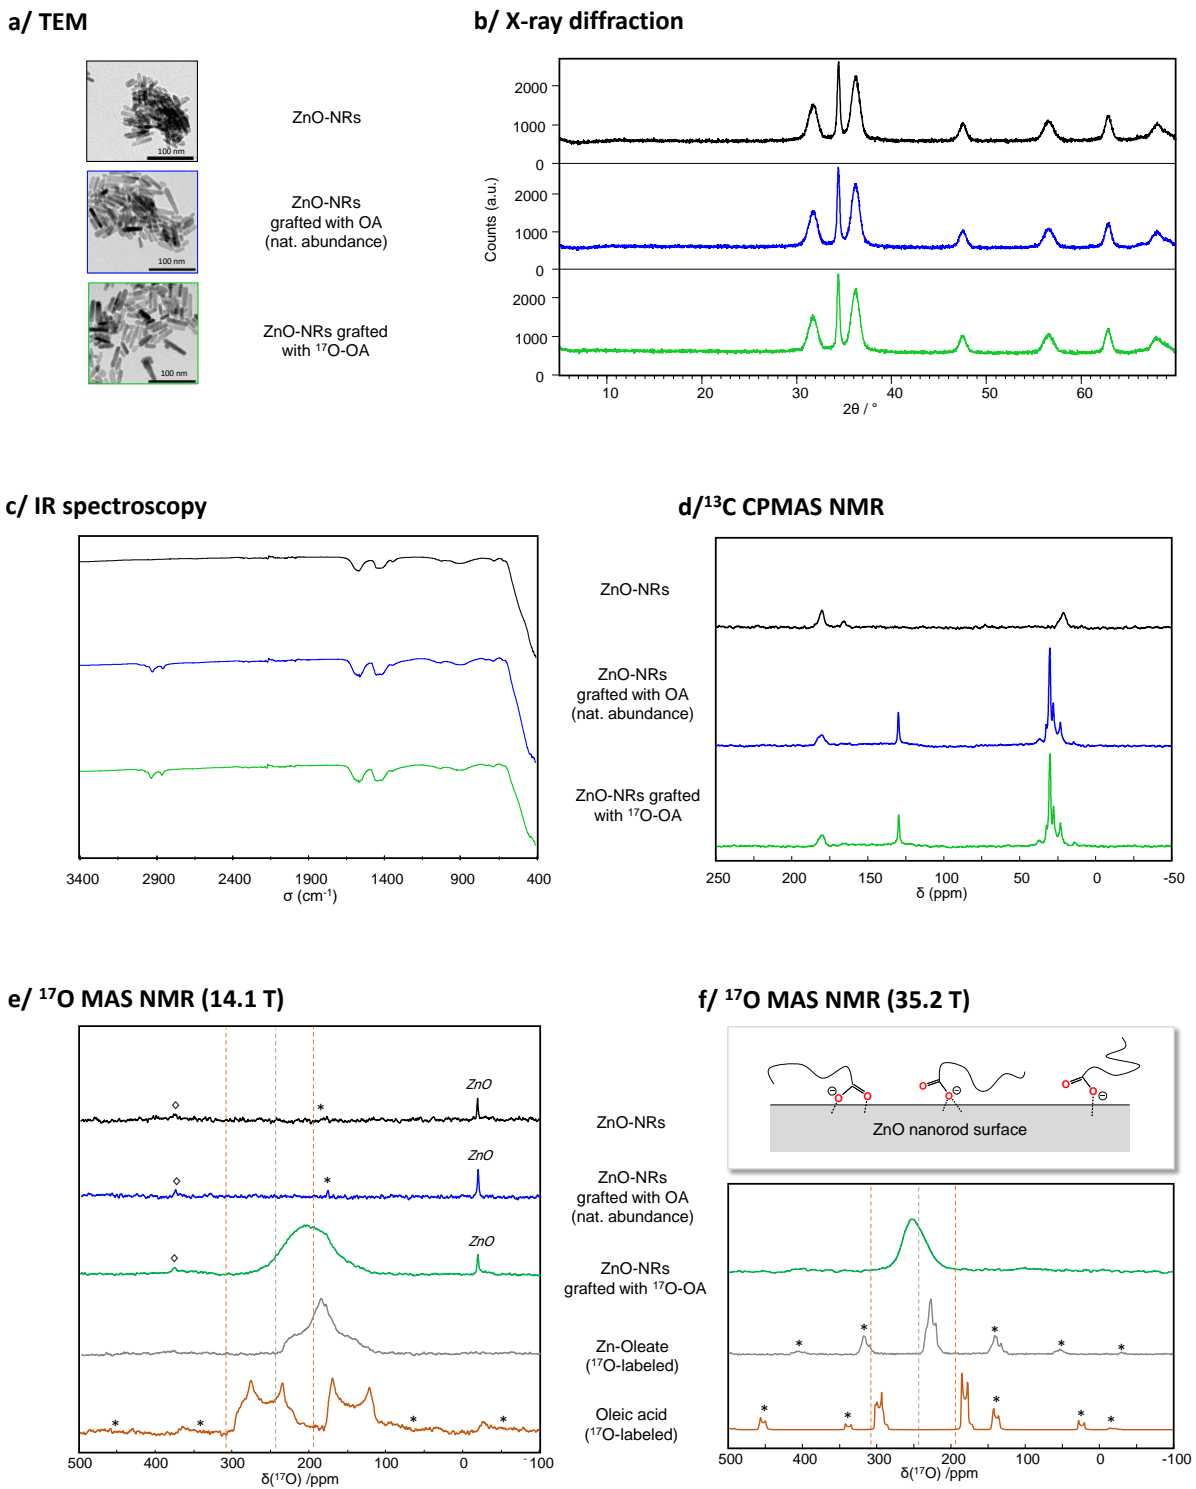 a/ TEM
100 nm
ZnO-NRs
100 nm
ZnO-NRs
grafted with OA
(nat. abundance)
100 nm
ZnO-NRs grafted
with ¹⁷O-OA
b/ X-ray diffraction
Counts (a.u.)
2000
1000
0
2000
1000
0
2000
1000
0
10 20 30 40 50 60
2θ / °
c/ IR spectroscopy
3400 2900 2400 1900 1400 900 400
σ (cm⁻¹)
d/¹³C CPMAS NMR
ZnO-NRs
ZnO-NRs
grafted with OA
(nat. abundance)
ZnO-NRs grafted
with ¹⁷O-OA
250 200 150 100 50 0 -50
δ (ppm)
e/ ¹⁷O MAS NMR (14.1 T)
◇ * ZnO
◇ * ZnO
◇ ZnO
* * * *
500 400 300 200 100 0 -100
δ(¹⁷O) /ppm
ZnO-NRs
ZnO-NRs
grafted with OA
(nat. abundance)
ZnO-NRs
grafted with ¹⁷O-OA
Zn-Oleate
(¹⁷O-labeled)
Oleic acid
(¹⁷O-labeled)
f/ ¹⁷O MAS NMR (35.2 T)
⊖ O O
O O ⊖
O O ⊖
ZnO nanorod surface
* * * * *
* * * * *
500 400 300 200 100 0 -100
δ(¹⁷O) /ppm